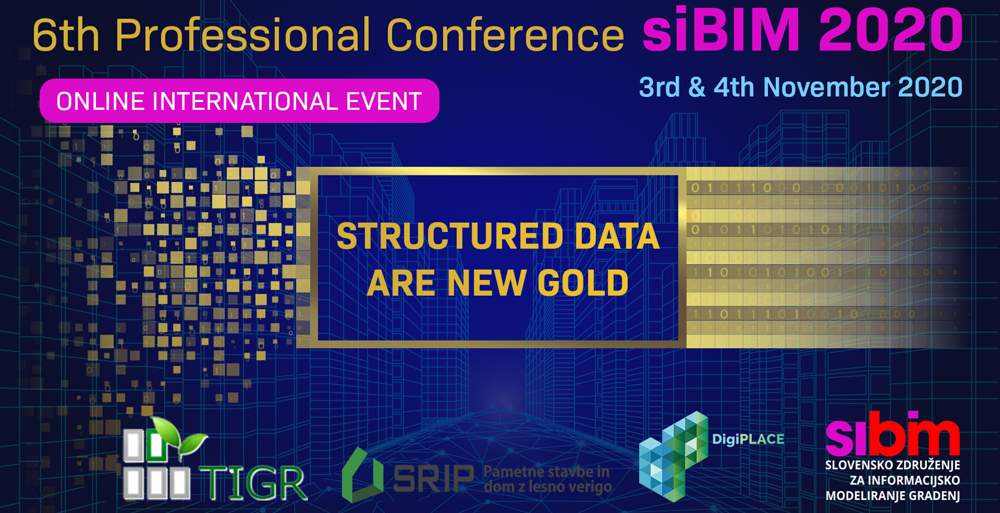 6th Professional Conference siBIM 2020
3rd & 4th November 2020
ONLINE INTERNATIONAL EVENT
STRUCTURED DATA
ARE NEW GOLD
TIGR
SRIP
Pametne stavbe in
dom z lesno verigo
DigiPLACE
sibim
SLOVENSKO ZDRUŽENJE
ZA INFORMACIJSKO
MODELIRANJE GRADENJ